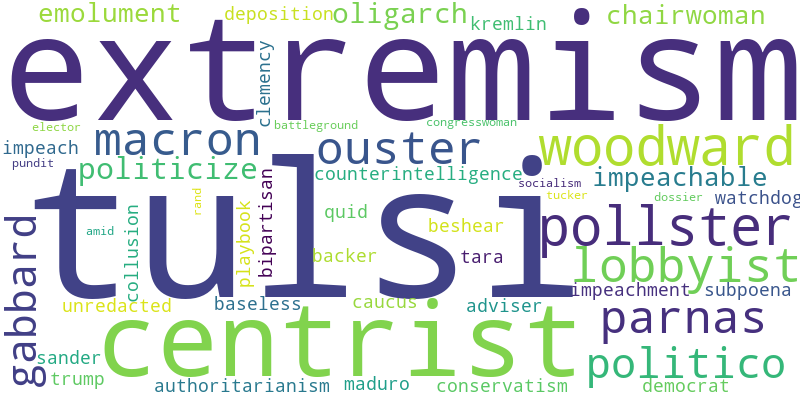 emolument
deposition
oligarch
kremlin
chairwoman
extremism
clemency
elector
battleground
congresswoman
impeach
macron
ouster
woodward
pundit
politicize
counterintelligence
impeachable
tulsi
socialism
tucker
dossier
watchdog
rand
bipartisan
playbook
collusion
quid
beshear
pollster
amid
gabbard
backer
tara
lobbyist
unredacted
baseless
caucus
adviser
impeachment
subpoena
centrist
parnas
sander
politico
trump
authoritarianism
maduro
conservatism
democrat